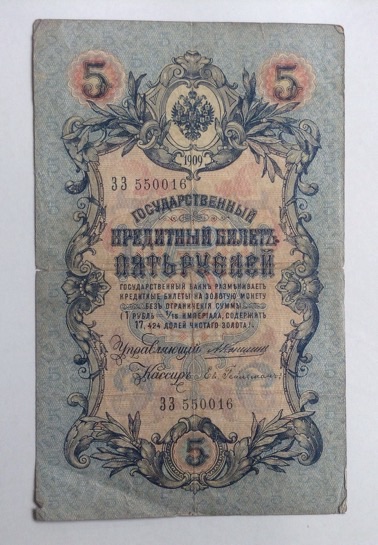 5 5
1909
ЗЗ 550016
ГОСУДАРСТВЕННЫЙ
КРЕДИТНЫЙ БИЛЕТЪ
ПЯТЬ РУБЛЕЙ
ГОСУДАРСТВЕННЫЙ БАНКЪ РАЗМѢНИВАЕТЪ
КРЕДИТНЫЕ БИЛЕТЫ НА ЗОЛОТУЮ МОНЕТУ
БЕЗЪ ОГРАНИЧЕНІЯ СУММЫ
(1 РУБЛЬ = 1/15 ИМПЕРІАЛА, СОДЕРЖИТЪ
17,424 ДОЛЕЙ ЧИСТАГО ЗОЛОТА).
Управляющій
Кассиръ
ЗЗ 550016
5